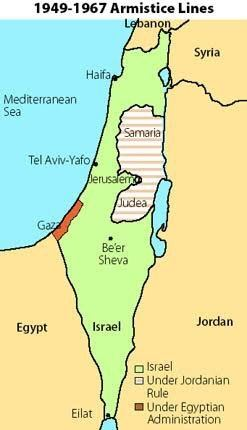 1949-1967 Armistice Lines
Lebanon
Syria
Haifa
Mediterranean
Sea
Samaria
Tel Aviv-Yafo
Jerusalem
Judea
Gaza
Be'er
Sheva
Egypt
Israel
Jordan
Israel
Under Jordanian
Rule
Under Egyptian
Administration
Eilat